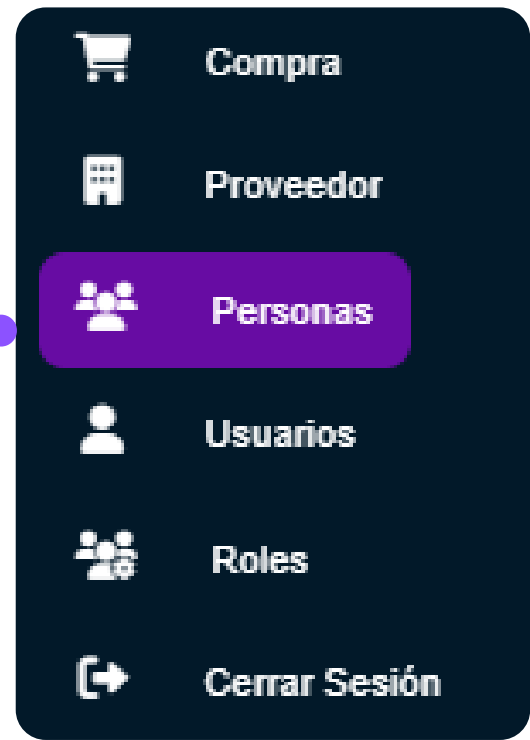 Compra
Proveedor
Personas
Usuarios
Roles
Cerrar Sesión